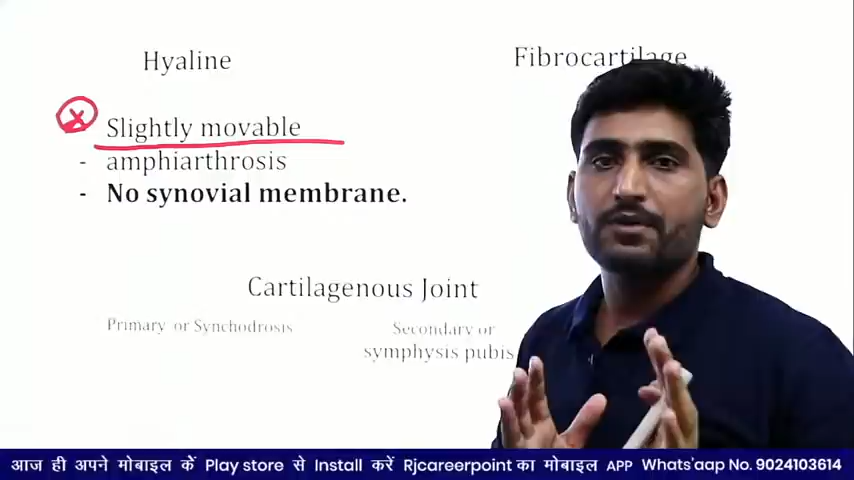 Hyaline
Fibrocartilage
Slightly movable
- amphiarthrosis
- No synovial membrane.
Cartilagenous Joint
Primary or Synchodrosis
Secondary or
symphysis pubis
आज ही अपने मोबाइल कें Play store से Install करें Rjcareerpoint का मोबाइल APP Whats'aap No. 9024103614